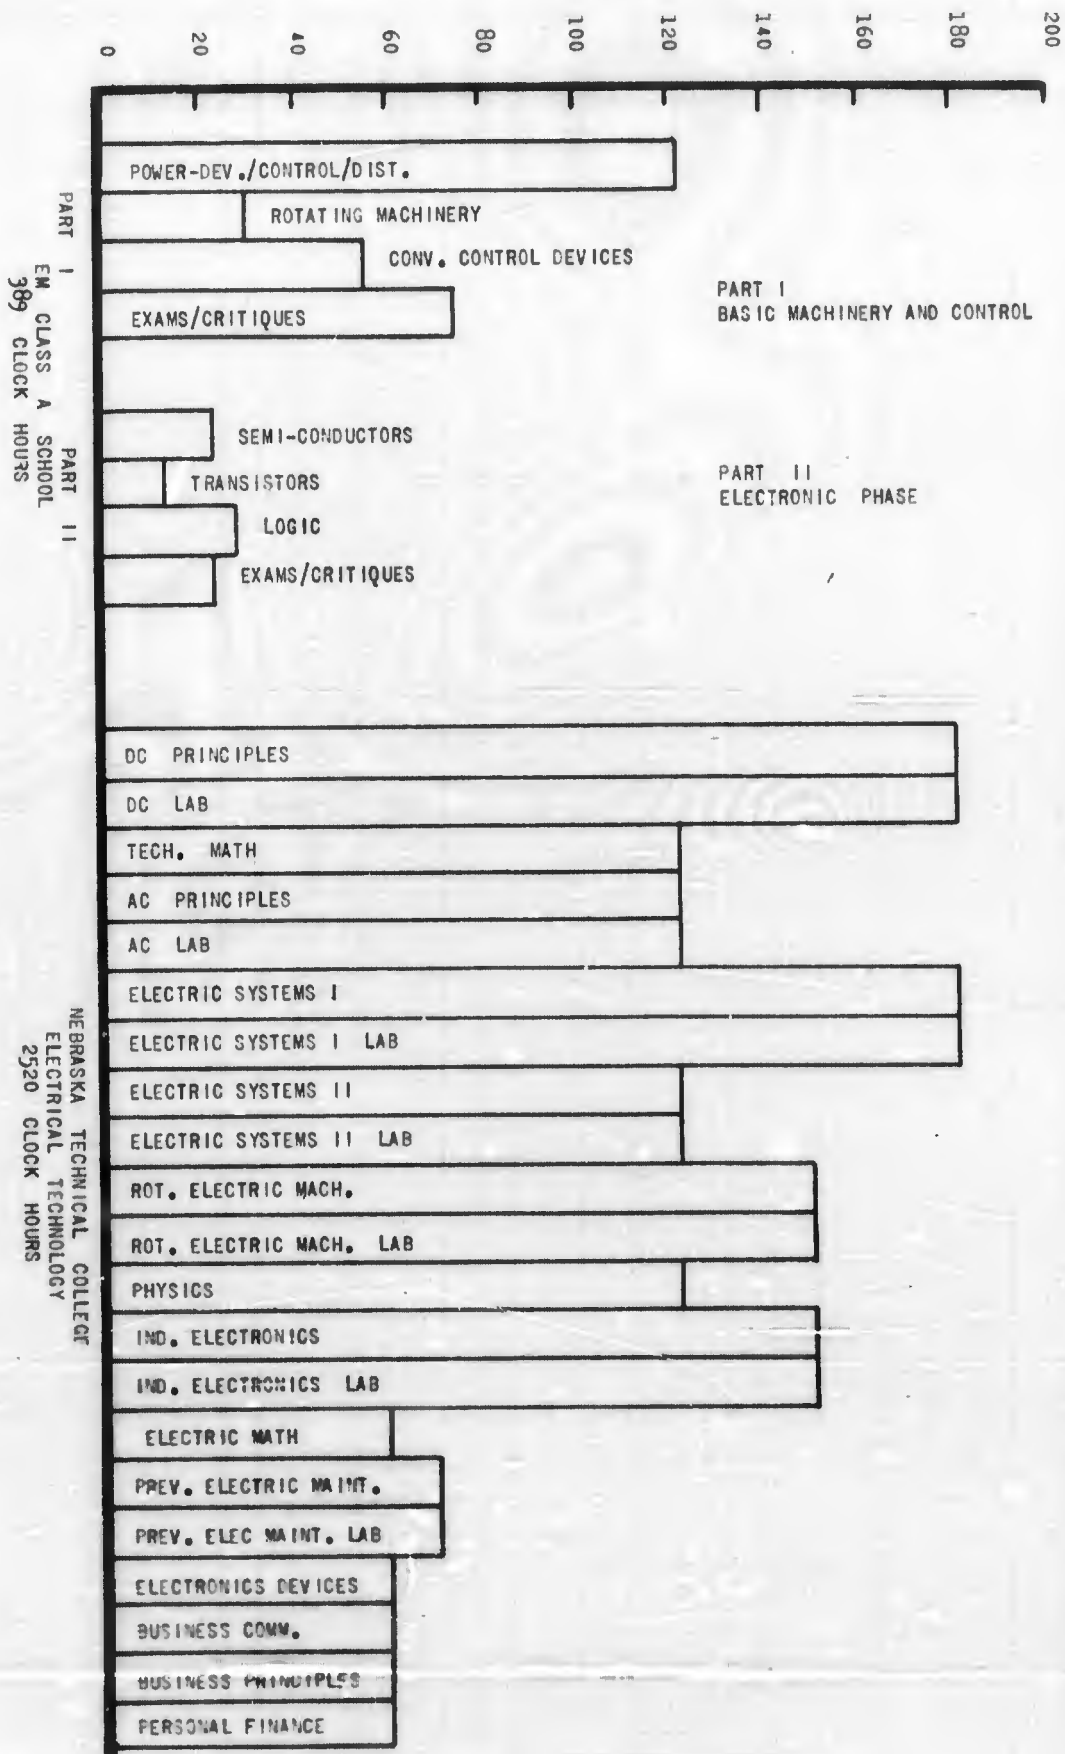 0
20
40
60
80
100
120
140
160
180
200
POWER-DEV./CONTROL/DIST.
ROTATING MACHINERY
CONV. CONTROL DEVICES
EXAMS/CRITIQUES
PART I
BASIC MACHINERY AND CONTROL
SEMI-CONDUCTORS
TRANSISTORS
LOGIC
EXAMS/CRITIQUES
PART II
ELECTRONIC PHASE
PART I
PART II
EM CLASS A SCHOOL
389 CLOCK HOURS
DC PRINCIPLES
DC LAB
TECH. MATH
AC PRINCIPLES
AC LAB
ELECTRIC SYSTEMS I
ELECTRIC SYSTEMS I LAB
ELECTRIC SYSTEMS II
ELECTRIC SYSTEMS II LAB
ROT. ELECTRIC MACH.
ROT. ELECTRIC MACH. LAB
PHYSICS
IND. ELECTRONICS
IND. ELECTRONICS LAB
ELECTRIC MATH
PREV. ELECTRIC MAINT.
PREV. ELEC MAINT. LAB
ELECTRONICS DEVICES
BUSINESS COMM.
BUSINESS PRINCIPLES
PERSONAL FINANCE
NEBRASKA TECHNICAL COLLEGE
ELECTRICAL TECHNOLOGY
2520 CLOCK HOURS